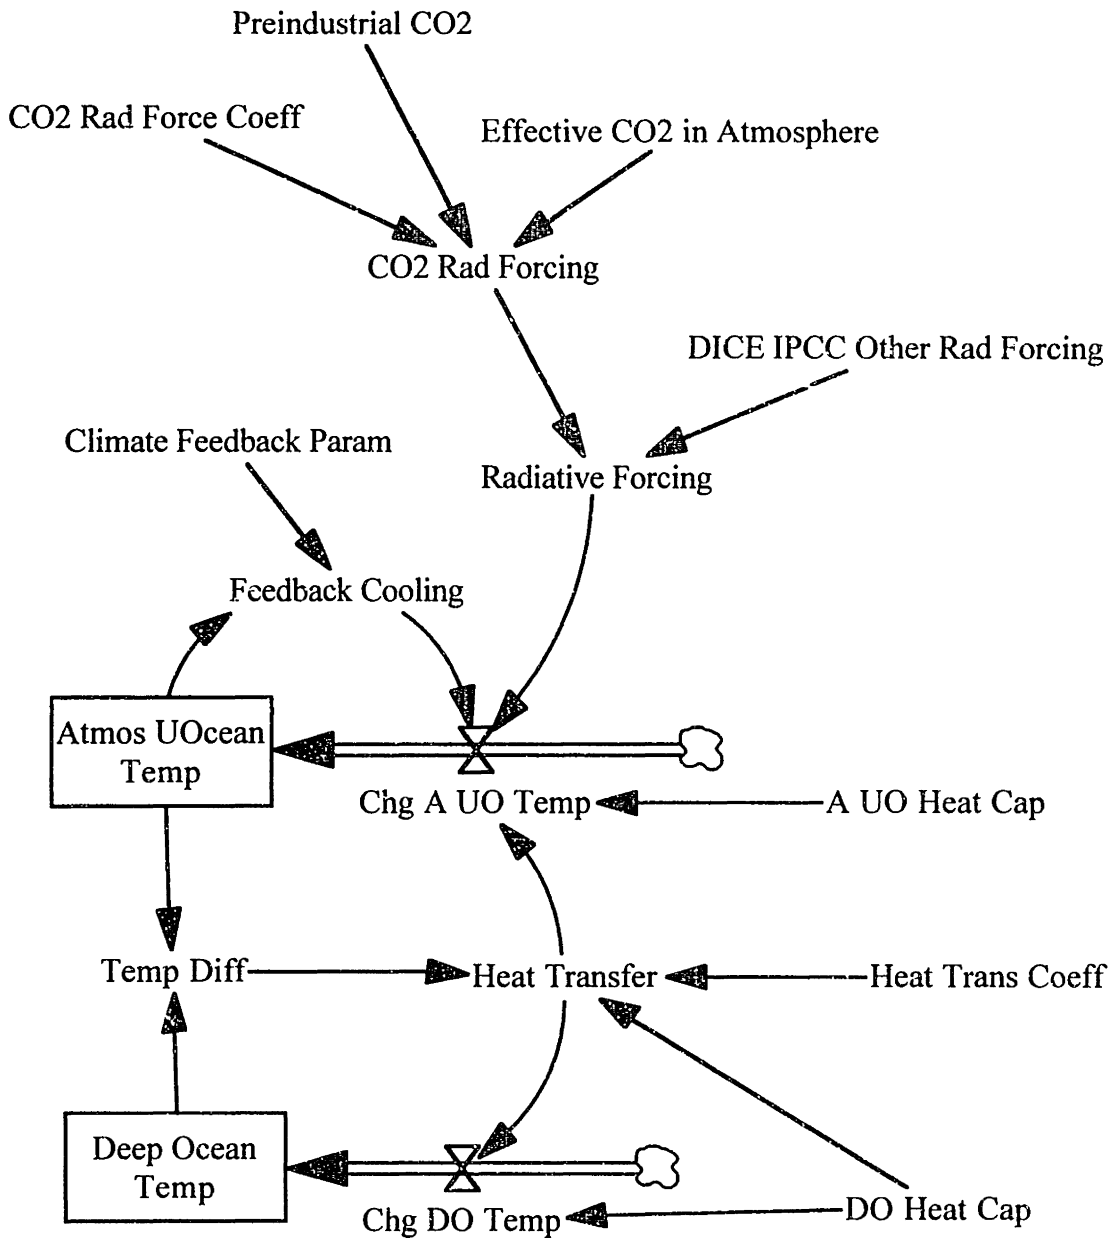 Preindustrial CO2
CO2 Rad Force Coeff
Effective CO2 in Atmosphere
CO2 Rad Forcing
DICE IPCC Other Rad Forcing
Climate Feedback Param
Radiative Forcing
Feedback Cooling
Atmos UOcean
Temp
Chg A UO Temp
A UO Heat Cap
Temp Diff
Heat Transfer
Heat Trans Coeff
Deep Ocean
Temp
Chg DO Temp
DO Heat Cap